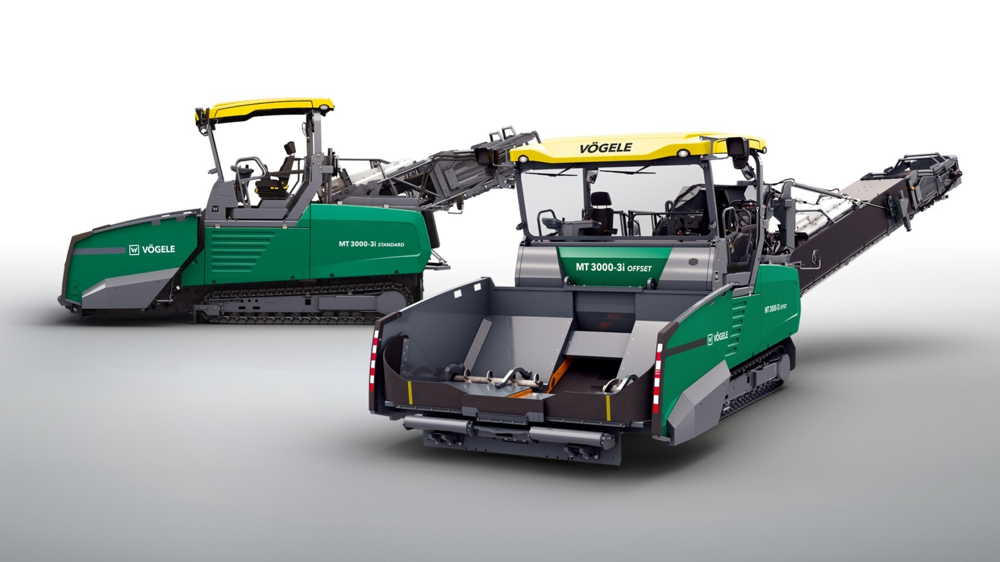 VÖGELE
MT 3000-3i STANDARD
VÖGELE
MT 3000-3i OFFSET
MT 3000-3i OFFSET
VÖGELE